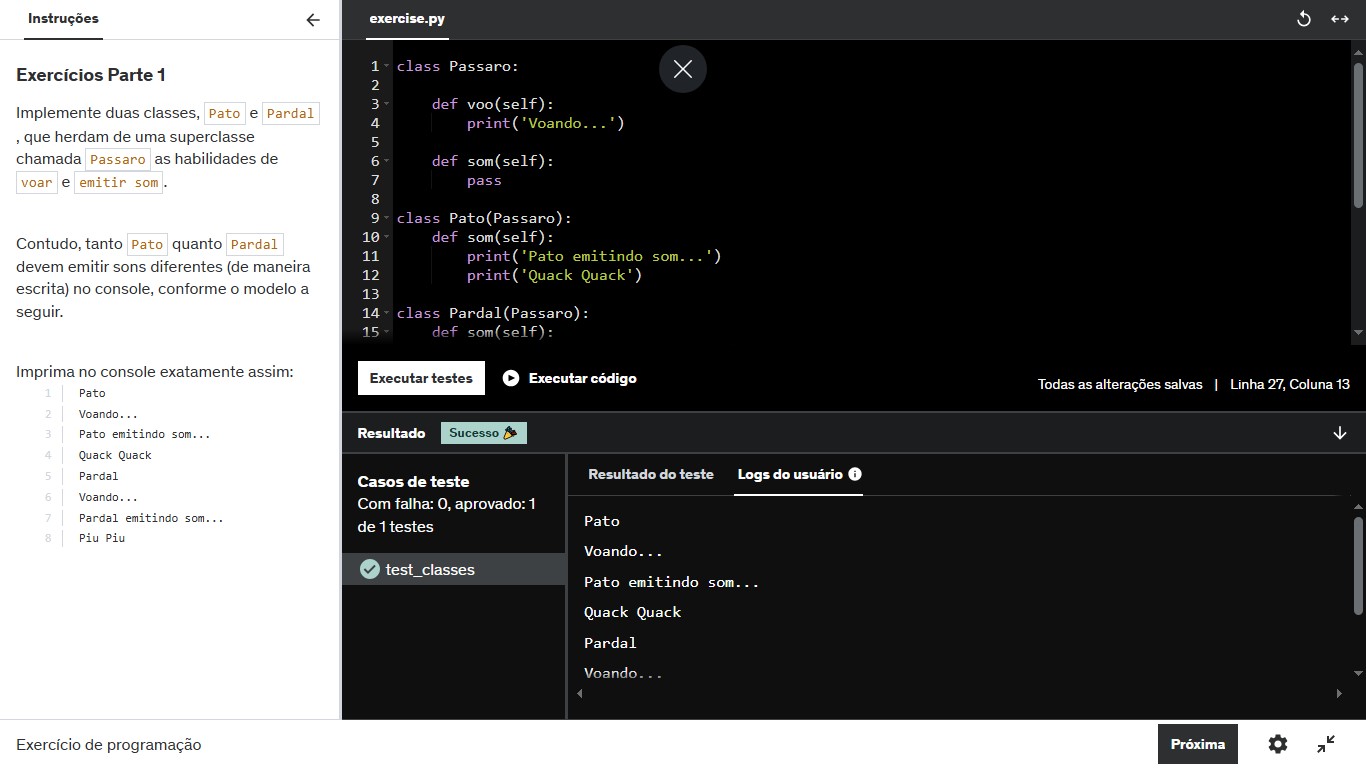 Instruções
exercise.py
Exercícios Parte 1
Implemente duas classes, Pato e Pardal
, que herdam de uma superclasse
chamada Passaro as habilidades de
voar e emitir som.
Contudo, tanto Pato quanto Pardal
devem emitir sons diferentes (de maneira
escrita) no console, conforme o modelo a
seguir.
Imprima no console exatamente assim:
1 Pato
2 Voando...
3 Pato emitindo som...
4 Quack Quack
5 Pardal
6 Voando...
7 Pardal emitindo som...
8 Piu Piu
1 class Passaro:
2
3 def voo(self):
4 print('Voando...')
5
6 def som(self):
7 pass
8
9 class Pato(Passaro):
10 def som(self):
11 print('Pato emitindo som...')
12 print('Quack Quack')
13
14 class Pardal(Passaro):
15 def som(self):
Executar testes
Executar código
Todas as alterações salvas | Linha 27, Coluna 13
Resultado
Sucesso
Casos de teste
Com falha: 0, aprovado: 1
de 1 testes
test_classes
Resultado do teste
Logs do usuário
Pato
Voando...
Pato emitindo som...
Quack Quack
Pardal
Voando...
Exercício de programação
Próxima